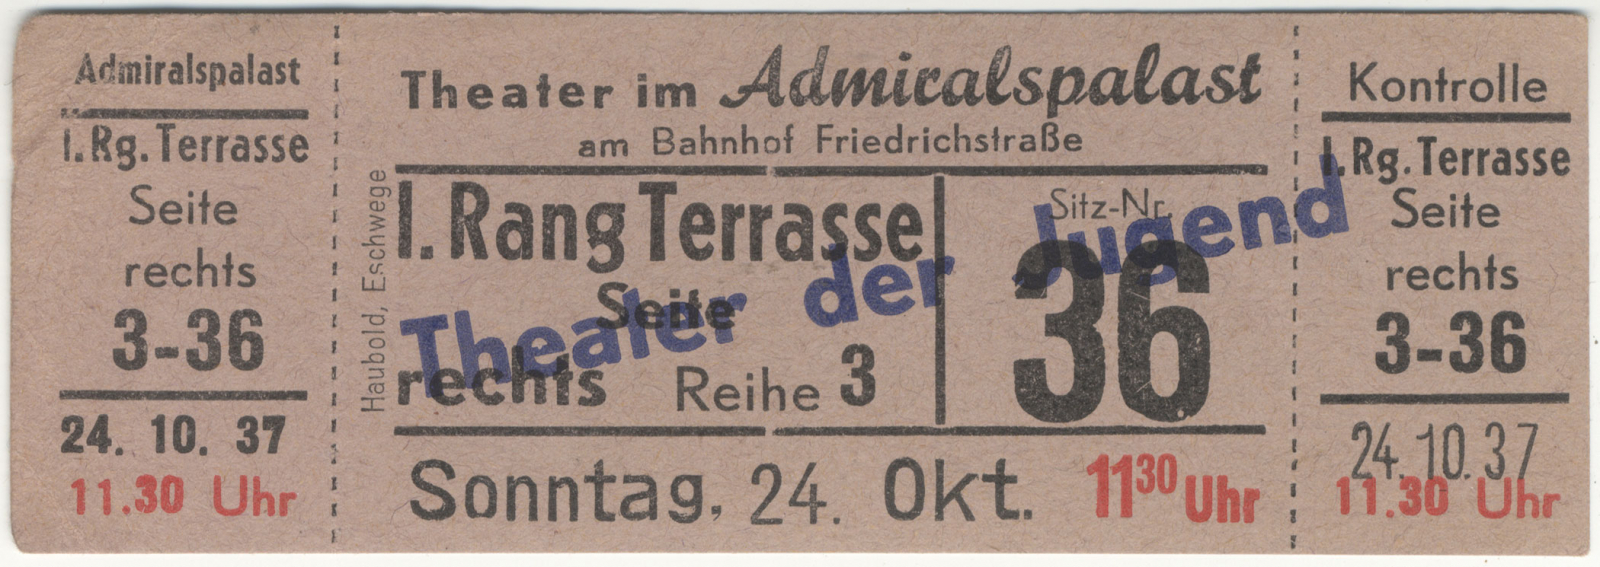 Admiralspalast
I. Rg. Terrasse
Seite
rechts
3-36
24. 10. 37
11.30 Uhr
Haubold, Eschwege
Theater im Admiralspalast
am Bahnhof Friedrichstraße
I. Rang Terrasse
Seite
rechts Reihe 3
Sitz-Nr.
36
Theater der Jugend
Sonntag, 24. Okt. 11³⁰ Uhr
Kontrolle
I. Rg. Terrasse
Seite
rechts
3-36
24.10.37
11.30 Uhr